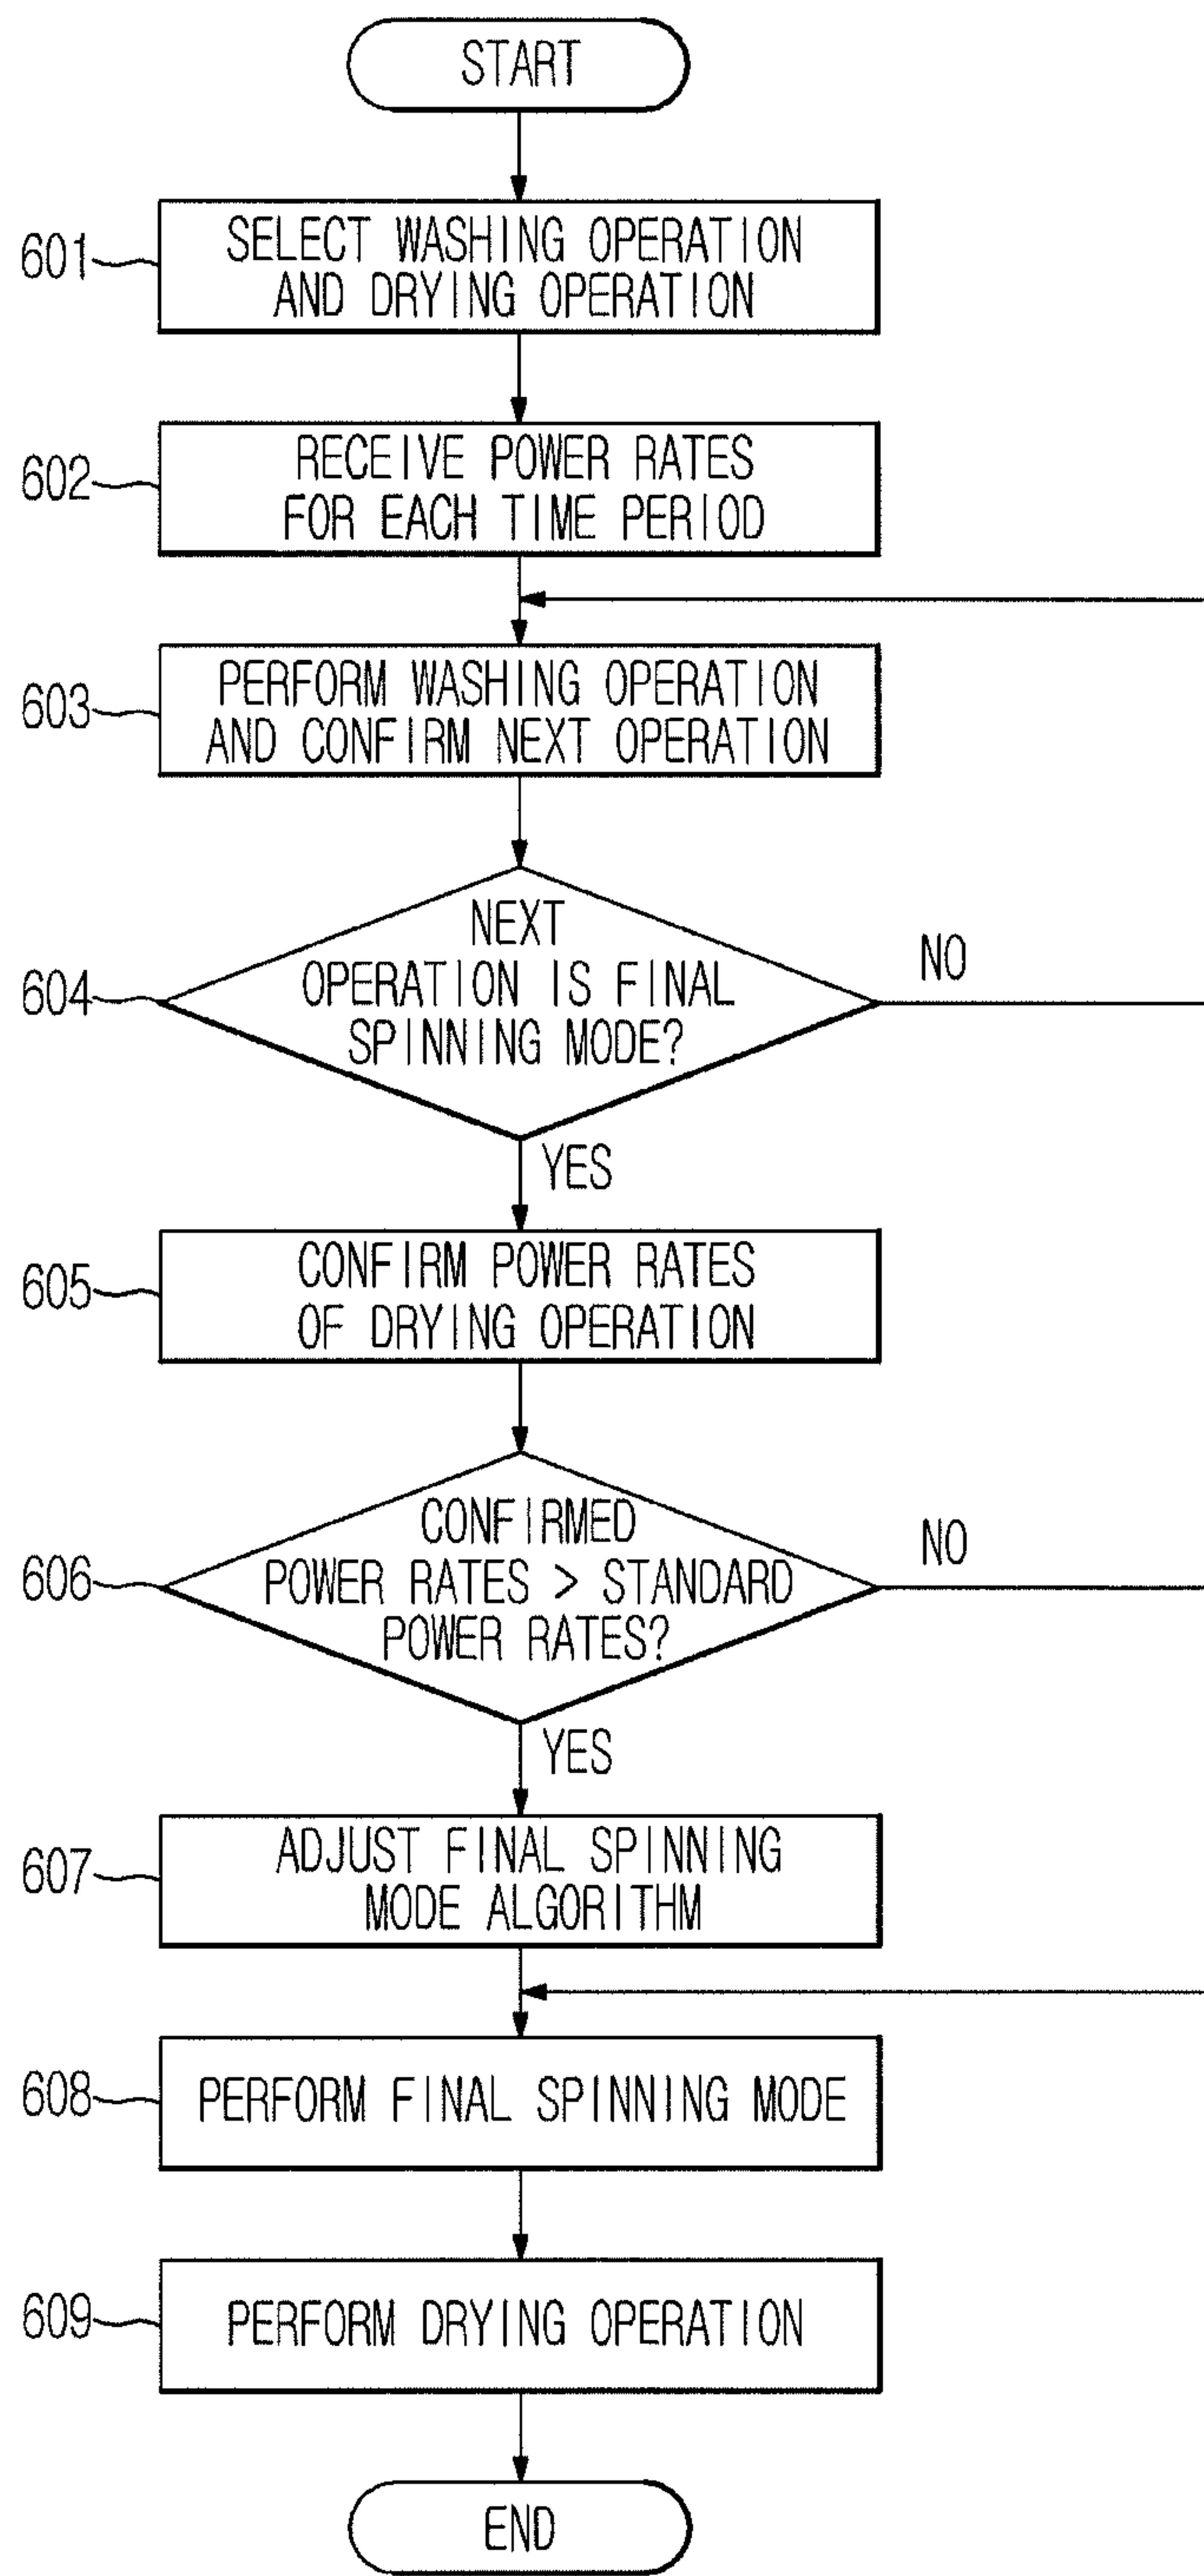 START
601
SELECT WASHING OPERATION
AND DRYING OPERATION
602
RECEIVE POWER RATES
FOR EACH TIME PERIOD
603
PERFORM WASHING OPERATION
AND CONFIRM NEXT OPERATION
604
NEXT
OPERATION IS FINAL
SPINNING MODE?
NO
YES
605
CONFIRM POWER RATES
OF DRYING OPERATION
606
CONFIRMED
POWER RATES > STANDARD
POWER RATES?
NO
YES
607
ADJUST FINAL SPINNING
MODE ALGORITHM
608
PERFORM FINAL SPINNING MODE
609
PERFORM DRYING OPERATION
END